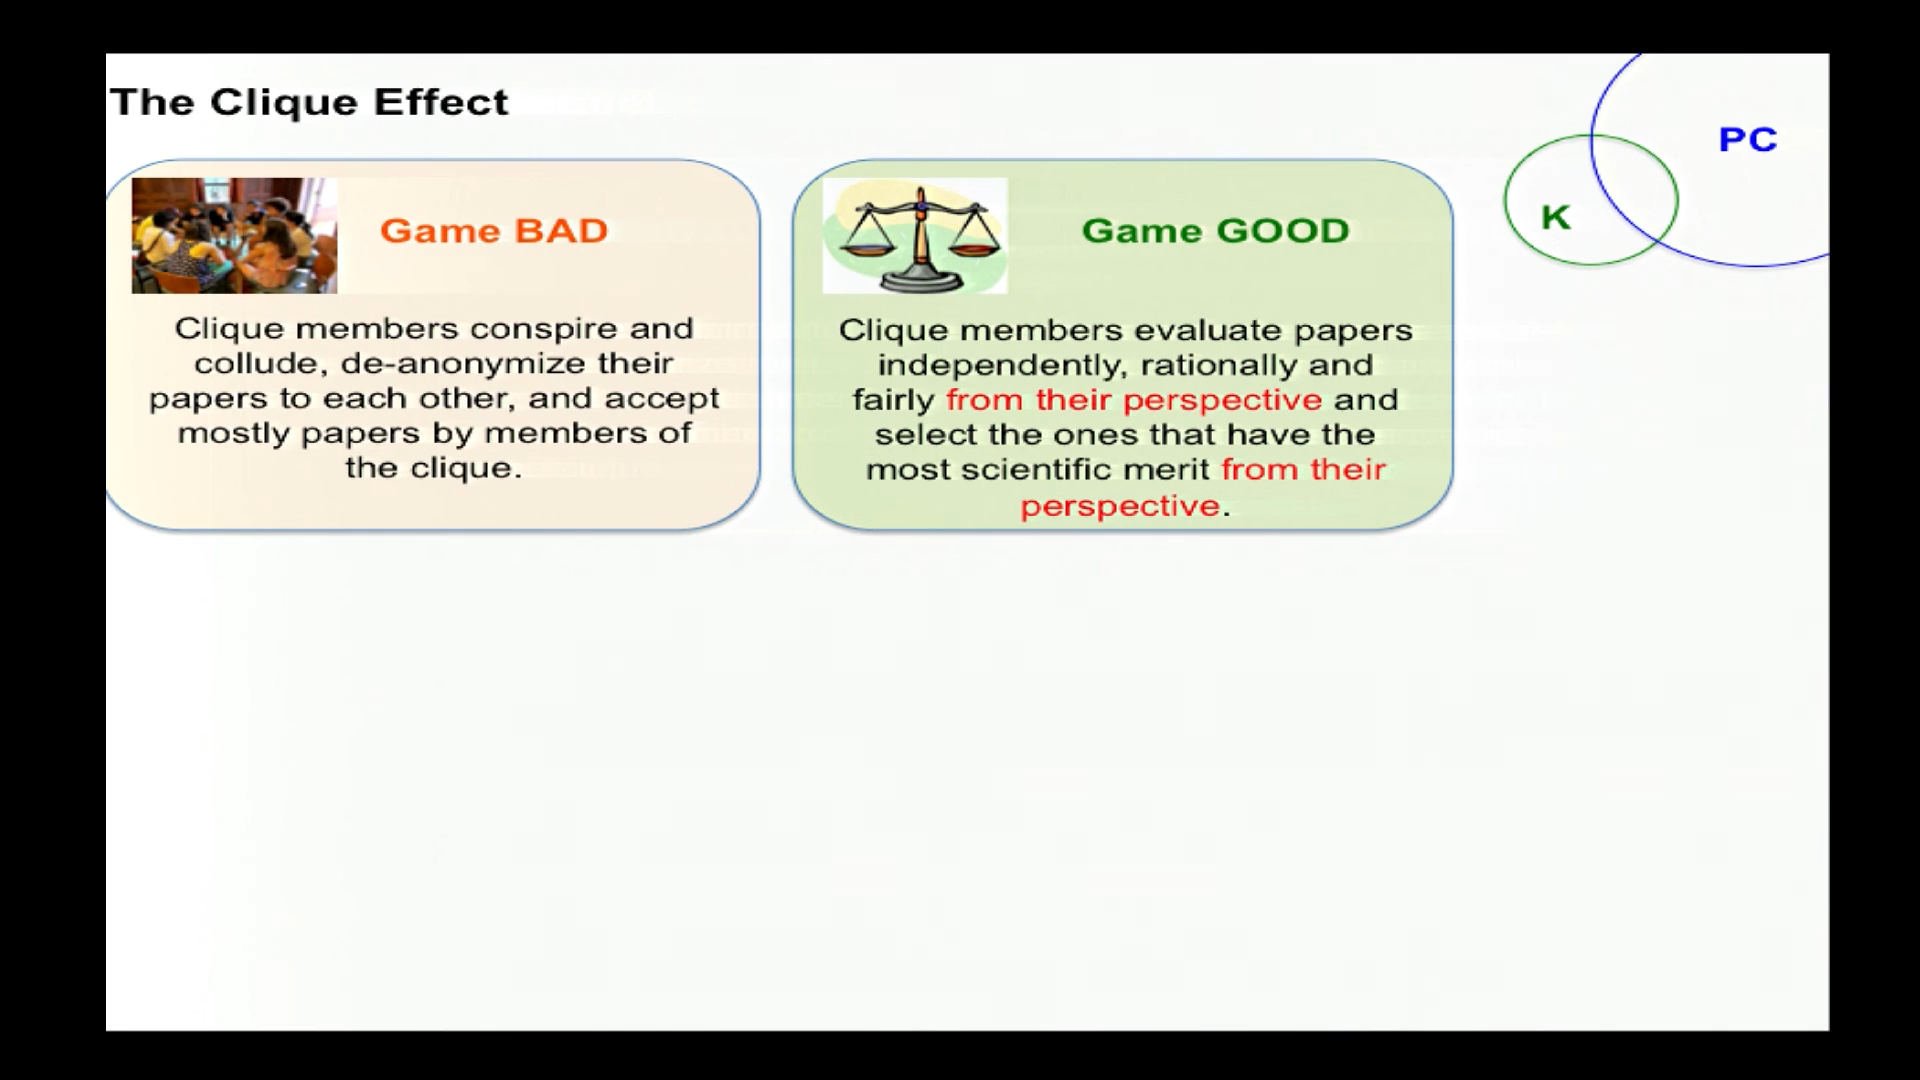 The Clique Effect
PC
K
Game BAD
Clique members conspire and
collude, de-anonymize their
papers to each other, and accept
mostly papers by members of
the clique.
Game GOOD
Clique members evaluate papers
independently, rationally and
fairly from their perspective and
select the ones that have the
most scientific merit from their
perspective.